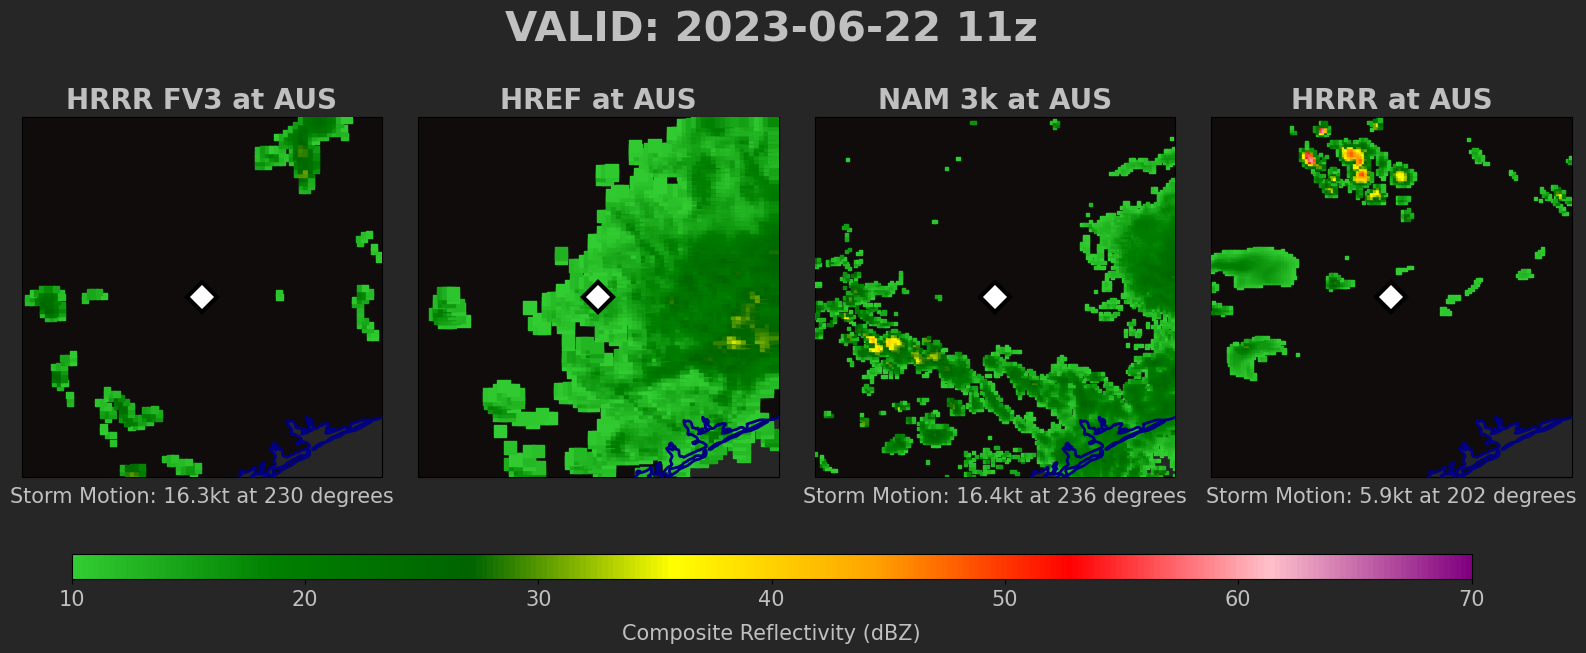 VALID: 2023-06-22 11z
HRRR FV3 at AUS
HREF at AUS
NAM 3k at AUS
HRRR at AUS
Storm Motion: 16.3kt at 230 degrees
Storm Motion: 16.4kt at 236 degrees
Storm Motion: 5.9kt at 202 degrees
10 20 30 40 50 60 70
Composite Reflectivity (dBZ)